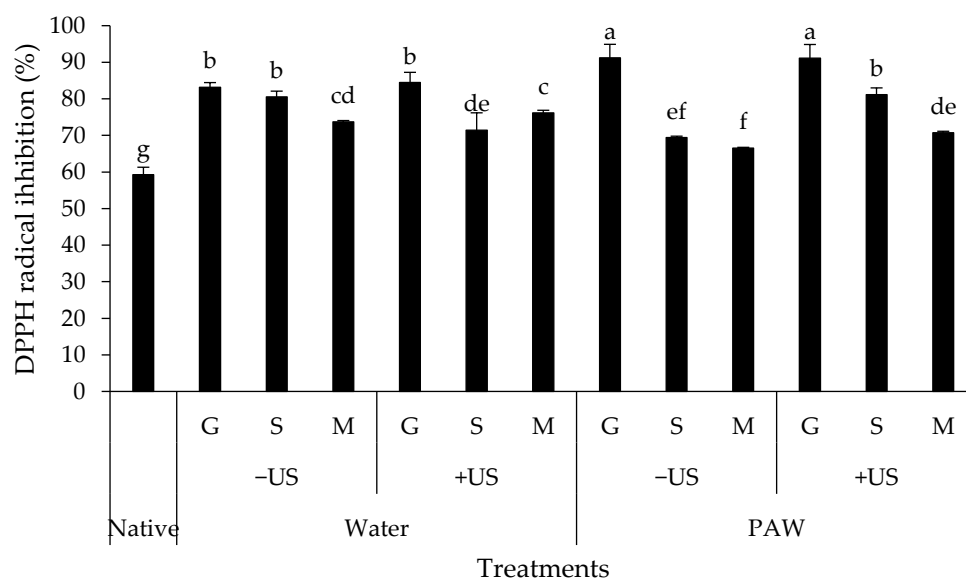 DPPH radical ihhibition (%)
100
90
80
70
60
50
40
30
20
10
0
g
b
b
cd
b
de
c
a
ef
f
a
b
de
G S M G S M G S M G S M
−US +US −US +US
Native Water PAW
Treatments